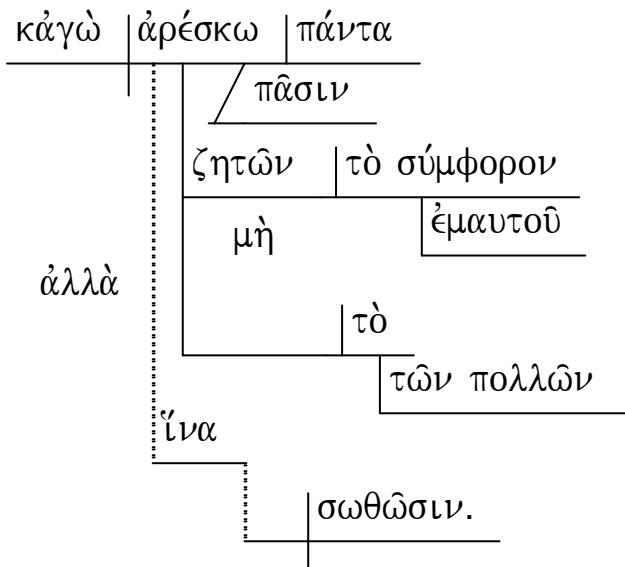 κἀγὼ ἀρέσκω πάντα
πᾶσιν
ζητῶν τὸ σύμφορον
μὴ ἐμαυτοῦ
ἀλλὰ
τὸ
τῶν πολλῶν
ἵνα
σωθῶσιν.